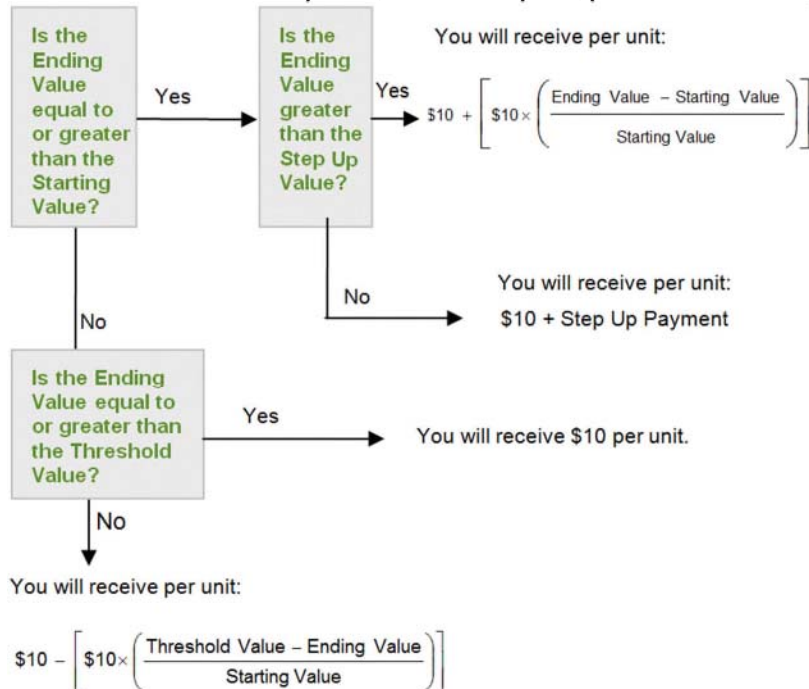 Is the
Ending
Value
equal to
or greater
than the
Starting
Value?
Yes
Is the
Ending
Value
greater
than the
Step Up
Value?
Yes
You will receive per unit:
$10 + [ $10× ( Ending Value – Starting Value
Starting Value ) ]
No
You will receive per unit:
$10 + Step Up Payment
No
Is the Ending
Value equal to
or greater than
the Threshold
Value?
Yes
You will receive $10 per unit.
No
You will receive per unit:
$10 – [ $10× ( Threshold Value – Ending Value
Starting Value ) ]